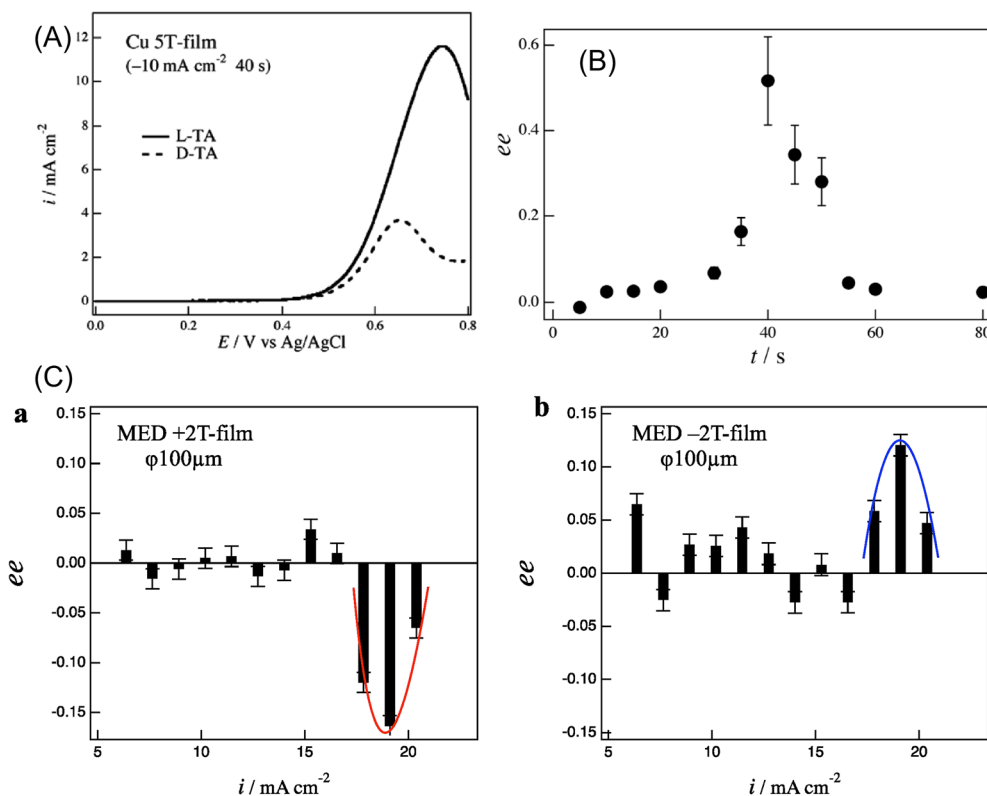 (A)
Cu 5T-film
(–10 mA cm⁻² 40 s)
L-TA
D-TA
12
10
8
6
4
2
0
i / mA cm⁻²
0.0 0.2 0.4 0.6 0.8
E / V vs Ag/AgCl
(B)
0.6
0.4
0.2
0.0
ee
0 20 40 60 80
t / s
(C)
a
MED +2T-film
φ100μm
0.15
0.10
0.05
0.00
-0.05
-0.10
-0.15
ee
5 10 15 20
i / mA cm⁻²
b
MED –2T-film
φ100μm
0.15
0.10
0.05
0.00
-0.05
-0.10
-0.15
ee
5 10 15 20
i / mA cm⁻²